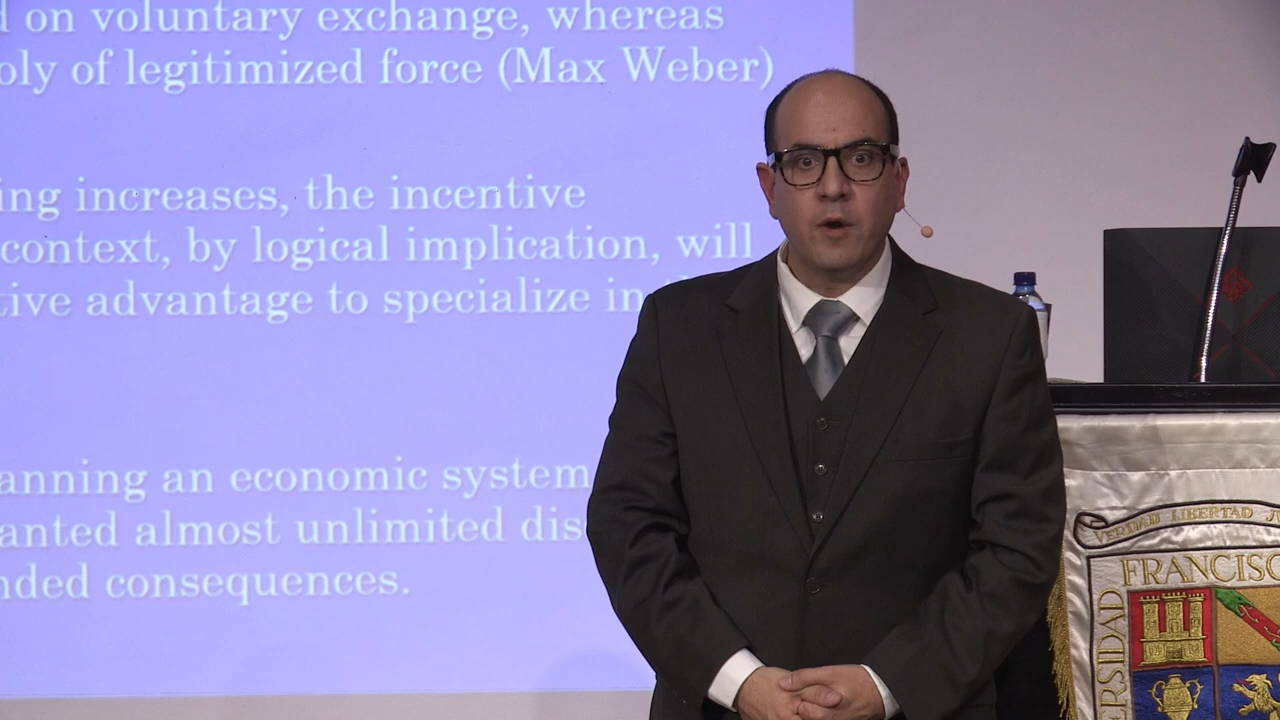 d on voluntary exchange, whereas
oly of legitimized force (Max Weber)
ing increases, the incentive
context, by logical implication, will
tive advantage to specialize in
anning an economic system
anted almost unlimited dis
nded consequences.
VERDAD LIBERTAD JU
FRANCISC
ERSIDAD